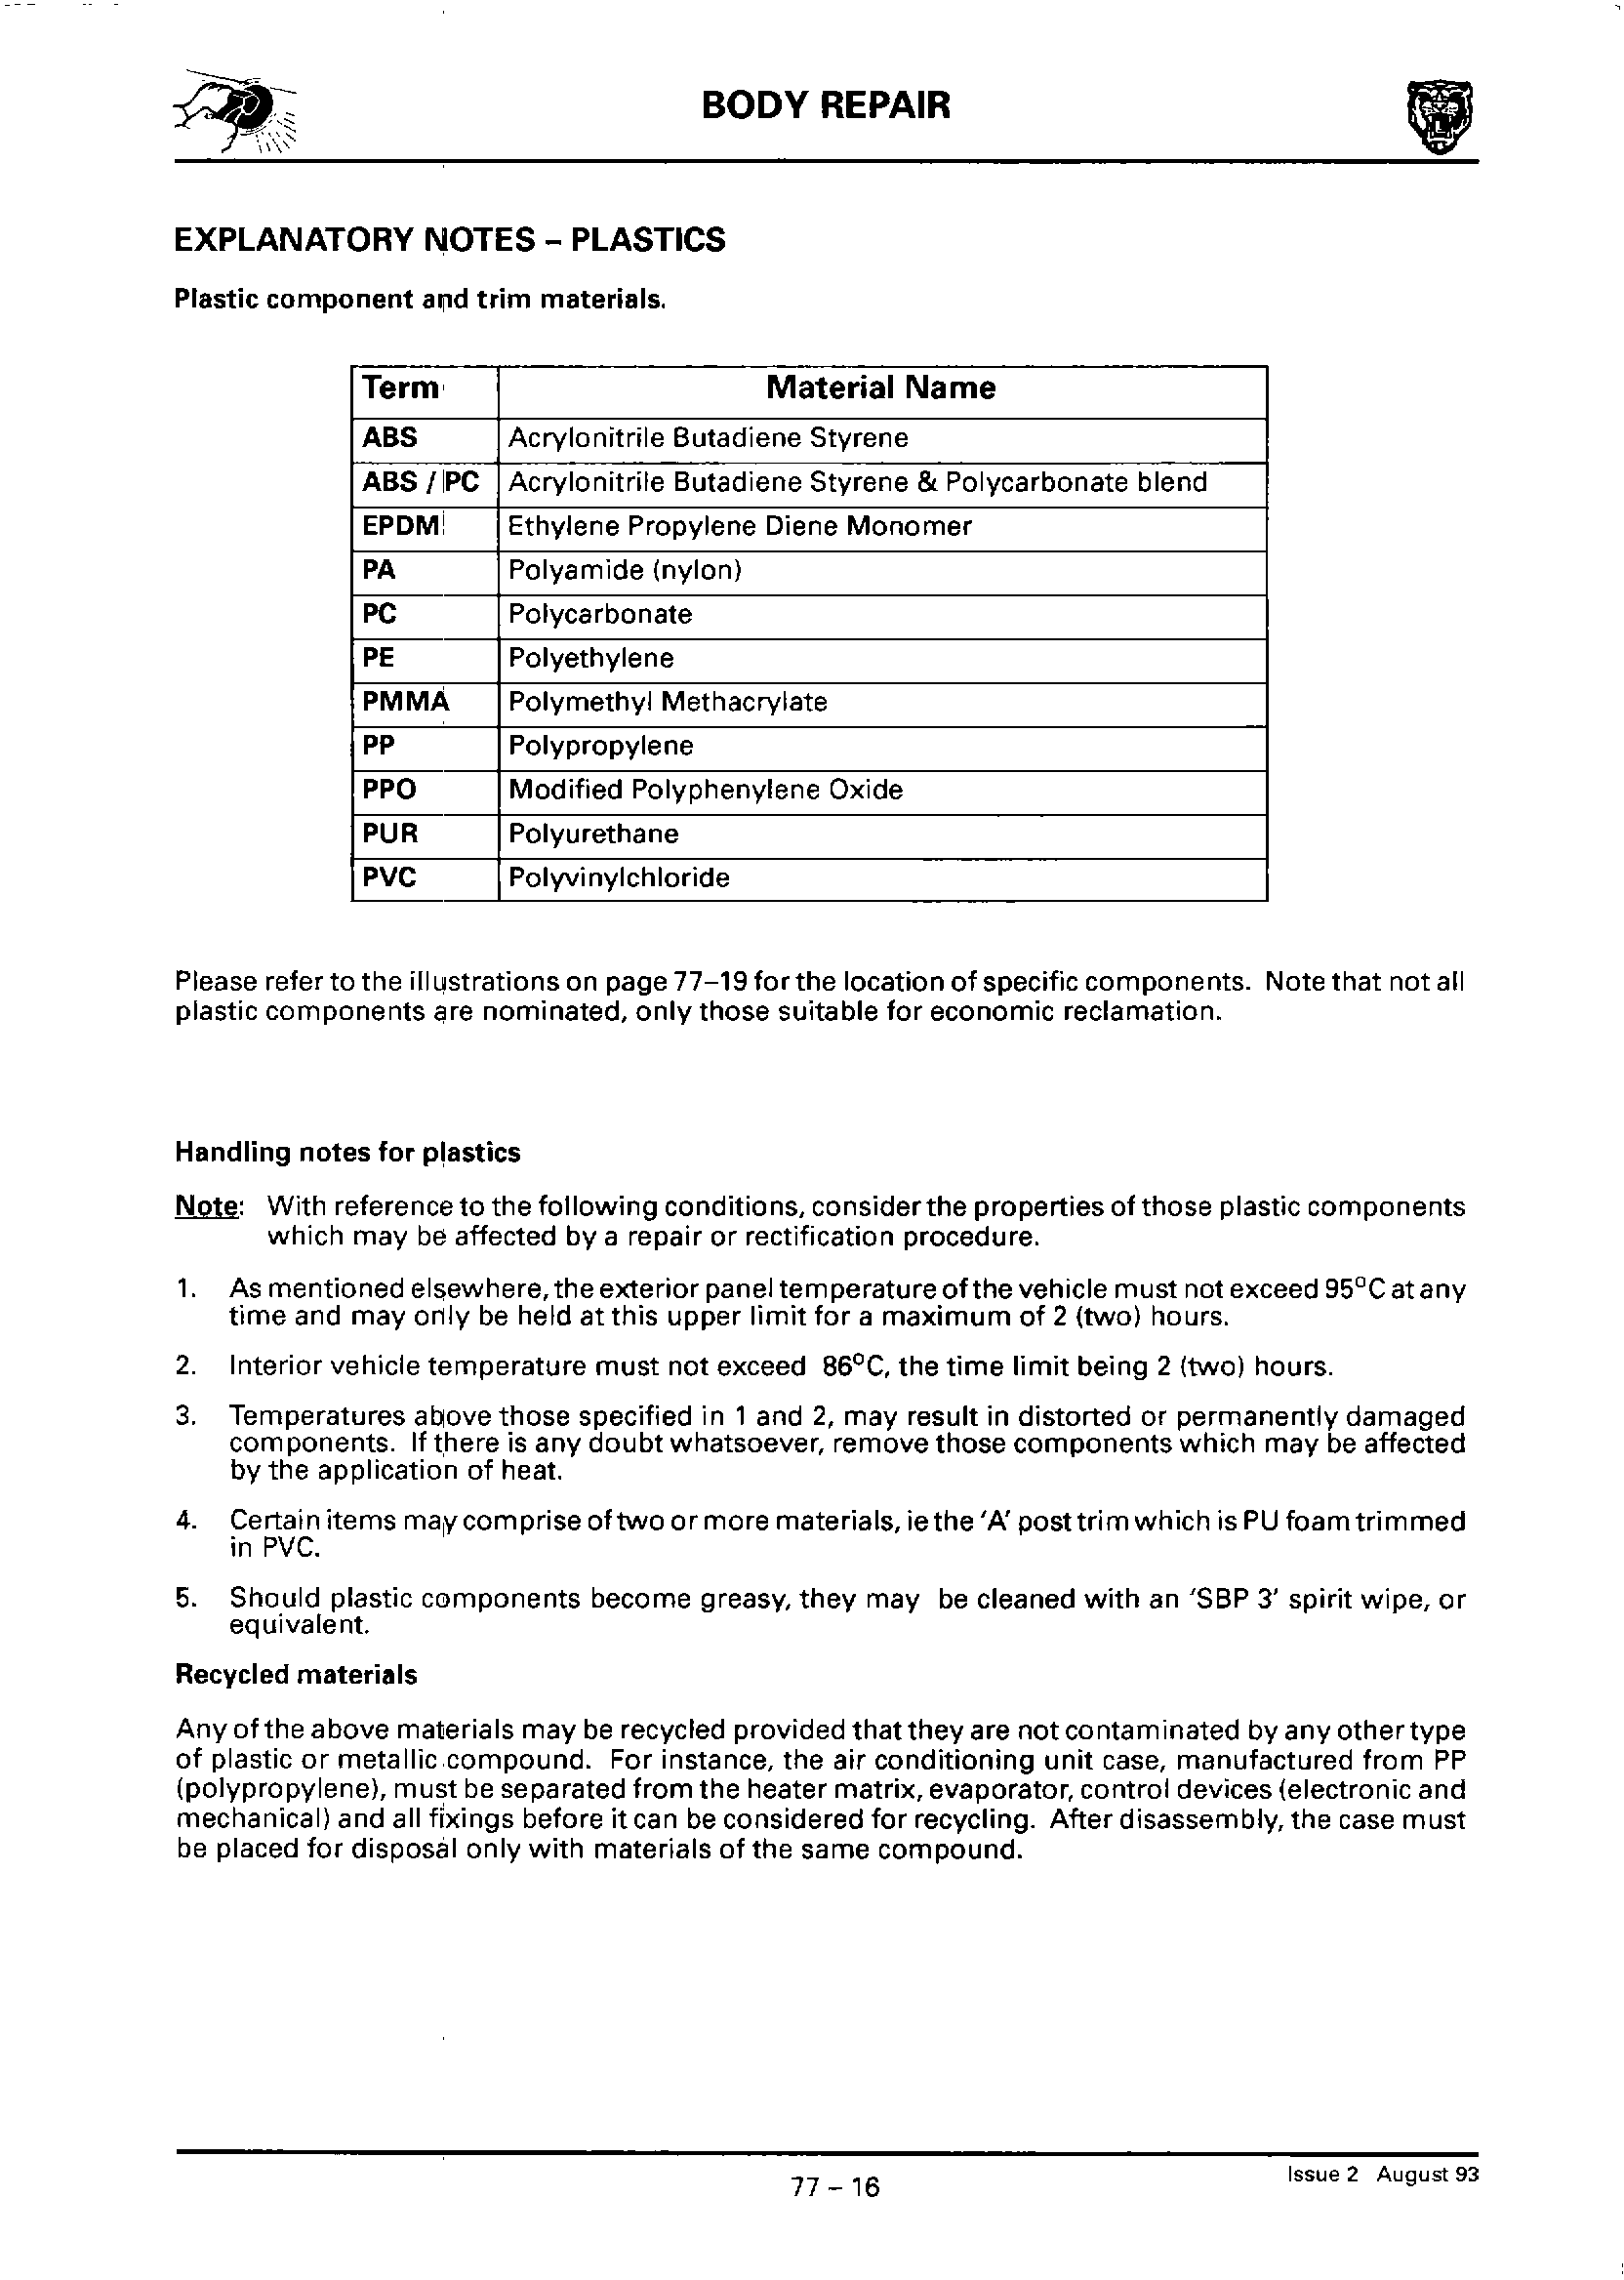 BODY REPAIR
EXPLANATORY NOTES – PLASTICS
Plastic component and trim materials.
Term Material Name
ABS Acrylonitrile Butadiene Styrene
ABS / PC Acrylonitrile Butadiene Styrene & Polycarbonate blend
EPDM Ethylene Propylene Diene Monomer
PA Polyamide (nylon)
PC Polycarbonate
PE Polyethylene
PMMA Polymethyl Methacrylate
PP Polypropylene
PPO Modified Polyphenylene Oxide
PUR Polyurethane
PVC Polyvinylchloride
Please refer to the illustrations on page 77–19 for the location of specific components. Note that not all
plastic components are nominated, only those suitable for economic reclamation.
Handling notes for plastics
Note: With reference to the following conditions, consider the properties of those plastic components
which may be affected by a repair or rectification procedure.
1. As mentioned elsewhere, the exterior panel temperature of the vehicle must not exceed 95°C at any
time and may only be held at this upper limit for a maximum of 2 (two) hours.
2. Interior vehicle temperature must not exceed 86°C, the time limit being 2 (two) hours.
3. Temperatures above those specified in 1 and 2, may result in distorted or permanently damaged
components. If there is any doubt whatsoever, remove those components which may be affected
by the application of heat.
4. Certain items may comprise of two or more materials, ie the 'A' post trim which is PU foam trimmed
in PVC.
5. Should plastic components become greasy, they may be cleaned with an 'SBP 3' spirit wipe, or
equivalent.
Recycled materials
Any of the above materials may be recycled provided that they are not contaminated by any other type
of plastic or metallic compound. For instance, the air conditioning unit case, manufactured from PP
(polypropylene), must be separated from the heater matrix, evaporator, control devices (electronic and
mechanical) and all fixings before it can be considered for recycling. After disassembly, the case must
be placed for disposal only with materials of the same compound.
77 – 16
Issue 2 August 93